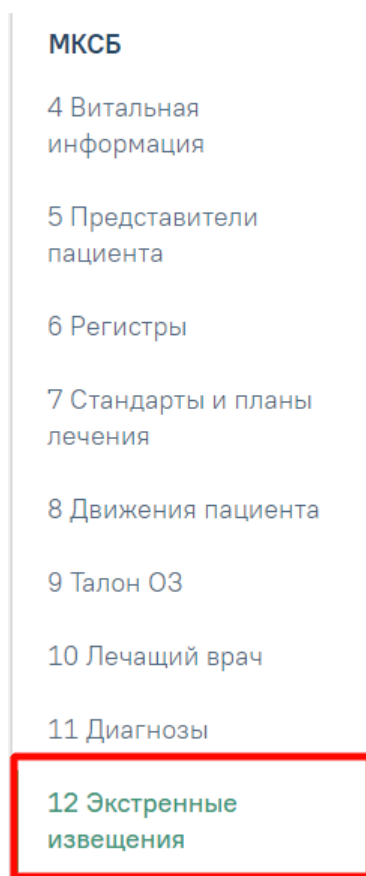 МКСБ
4 Витальная
информация
5 Представители
пациента
6 Регистры
7 Стандарты и планы
лечения
8 Движения пациента
9 Талон ОЗ
10 Лечащий врач
11 Диагнозы
12 Экстренные
извещения